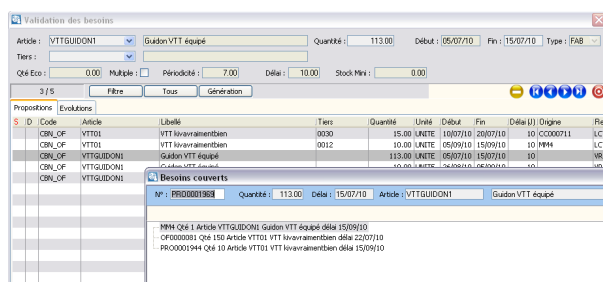 Validation des besoins
Article : VTTGUIDON1 Guidon VTT équipé Quantité : 113.00 Début : 05/07/10 Fin : 15/07/10 Type : FAB
Tiers :
Qté Eco : 0.00 Multiple : Périodicité : 7.00 Délai : 10.00 Stock Mini : 0.00
3 / 5 Filtre Tous Génération
Propositions Evolutions
S D Code Article Libellé Tiers Quantité Unité Début Fin Délai (J) Origine
CBN_OF VTT01 VTT kivavraimentbien 0030 15.00 UNITE 10/07/10 20/07/10 10 CC000711
CBN_OF VTT01 VTT kivavraimentbien 0012 10.00 UNITE 05/09/10 15/09/10 10 MM4
CBN_OF VTTGUIDON1 Guidon VTT équipé 113.00 UNITE 05/07/10 15/07/10 10
CBN_OF VTTGUIDON1
CBN_OF VTTGUIDON1
Besoins couverts
N° : PRO0001969 Quantité : 113.00 Délai : 15/07/10 Article : VTTGUIDON1 Guidon VTT équipé
MM4 Qté 1 Article VTTGUIDON1 Guidon VTT équipé délai 15/09/10
OF0000081 Qté 150 Article VTT01 VTT kivavraimentbien délai 22/07/10
PRO0001944 Qté 10 Article VTT01 VTT kivavraimentbien délai 15/09/10